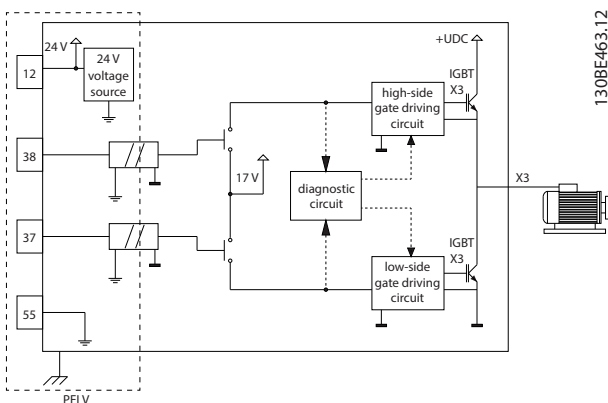 130BE463.12
+UDC
24 V
12
24 V
voltage
source
high-side
gate driving
circuit
IGBT
X3
38
17 V
diagnostic
circuit
X3
37
IGBT
X3
low-side
gate driving
circuit
55
PELV